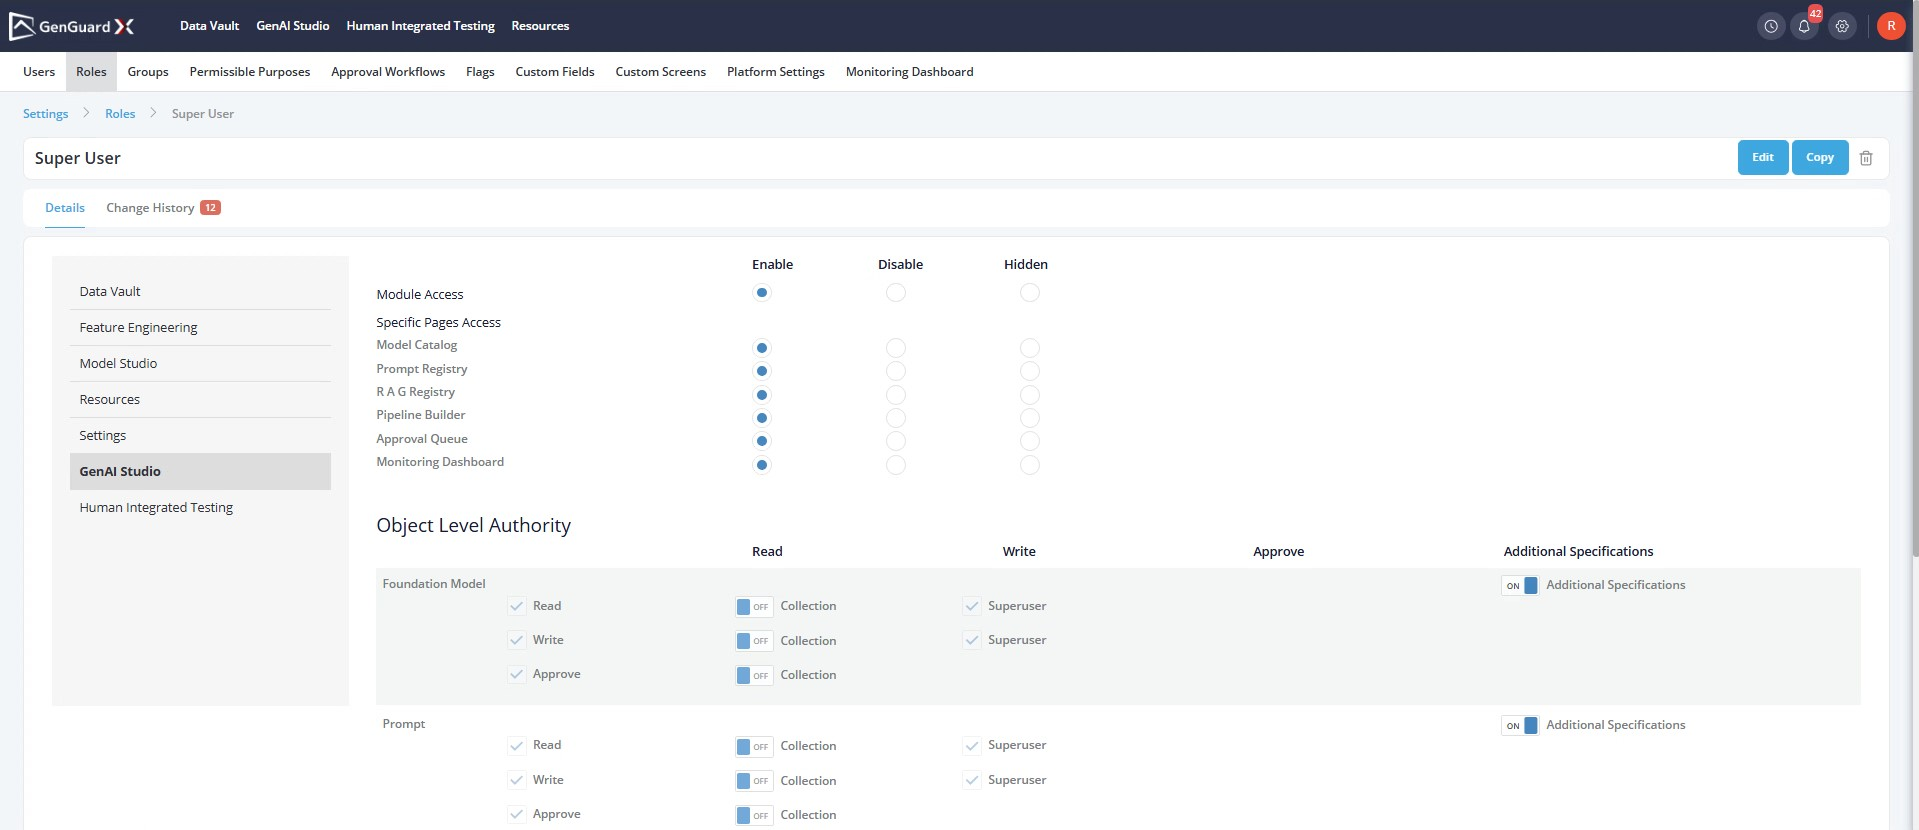 GenGuard X
Data Vault GenAI Studio Human Integrated Testing Resources
42
R
Users Roles Groups Permissible Purposes Approval Workflows Flags Custom Fields Custom Screens Platform Settings Monitoring Dashboard
Settings Roles Super User
Super User
Edit Copy
Details Change History 12
Data Vault
Feature Engineering
Model Studio
Resources
Settings
GenAI Studio
Human Integrated Testing
Enable Disable Hidden
Module Access
Specific Pages Access
Model Catalog
Prompt Registry
R A G Registry
Pipeline Builder
Approval Queue
Monitoring Dashboard
Object Level Authority
Read Write Approve Additional Specifications
Foundation Model ON Additional Specifications
Read OFF Collection Superuser
Write OFF Collection Superuser
Approve OFF Collection
Prompt ON Additional Specifications
Read OFF Collection Superuser
Write OFF Collection Superuser
Approve OFF Collection